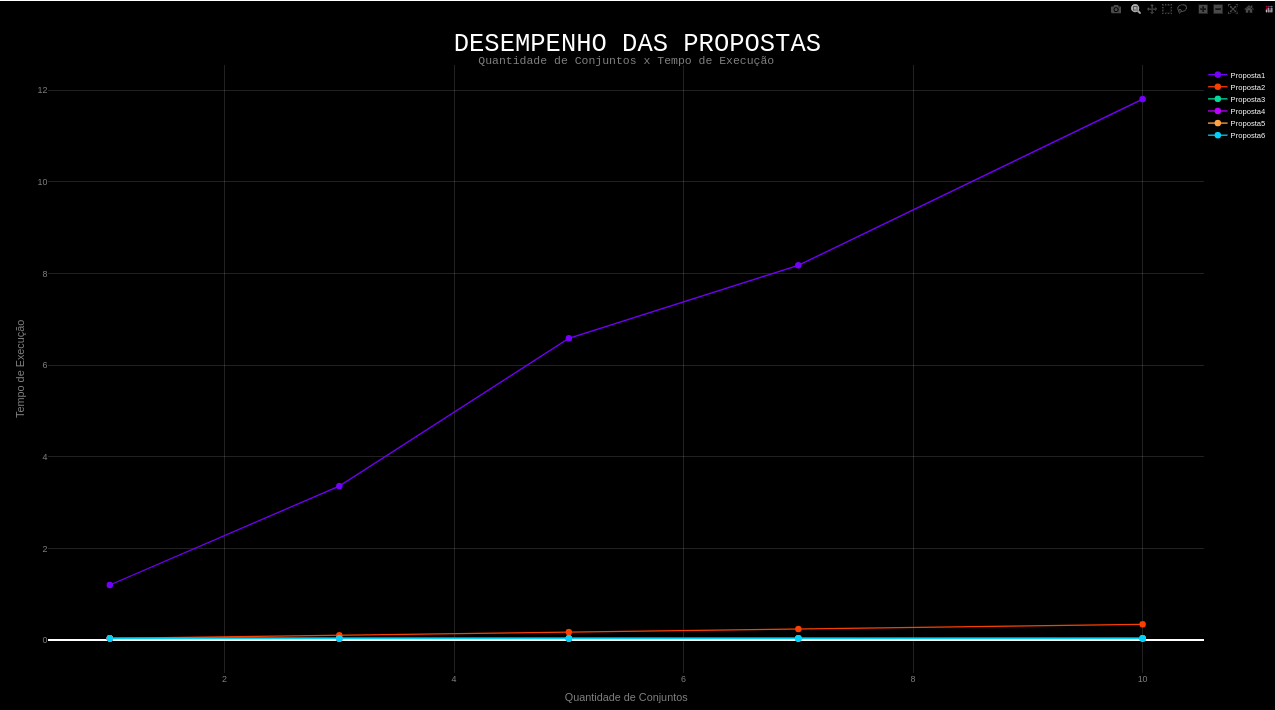 DESEMPENHO DAS PROPOSTAS
Quantidade de Conjuntos x Tempo de Execução
Proposta1
Proposta2
Proposta3
Proposta4
Proposta5
Proposta6
12
10
8
6
4
2
0
Tempo de Execução
2
4
6
8
10
Quantidade de Conjuntos